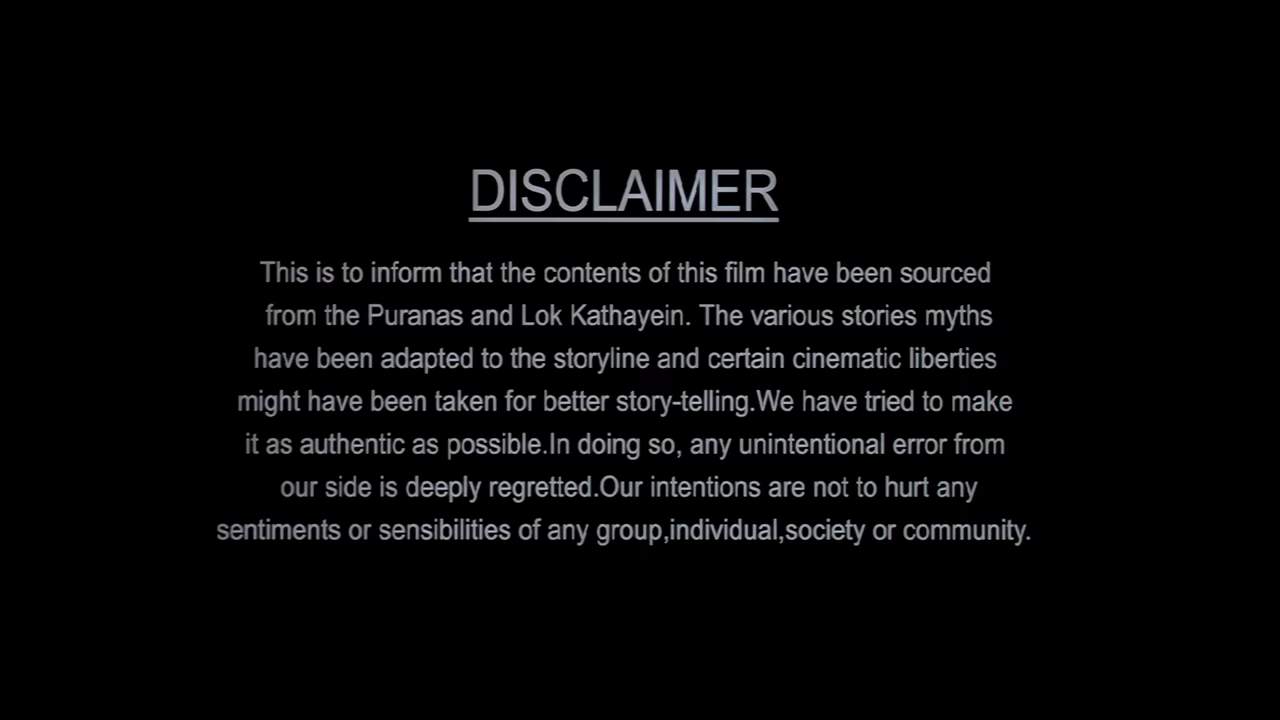 DISCLAIMER
This is to inform that the contents of this film have been sourced
from the Puranas and Lok Kathayein. The various stories myths
have been adapted to the storyline and certain cinematic liberties
might have been taken for better story-telling.We have tried to make
it as authentic as possible.In doing so, any unintentional error from
our side is deeply regretted.Our intentions are not to hurt any
sentiments or sensibilities of any group,individual,society or community.